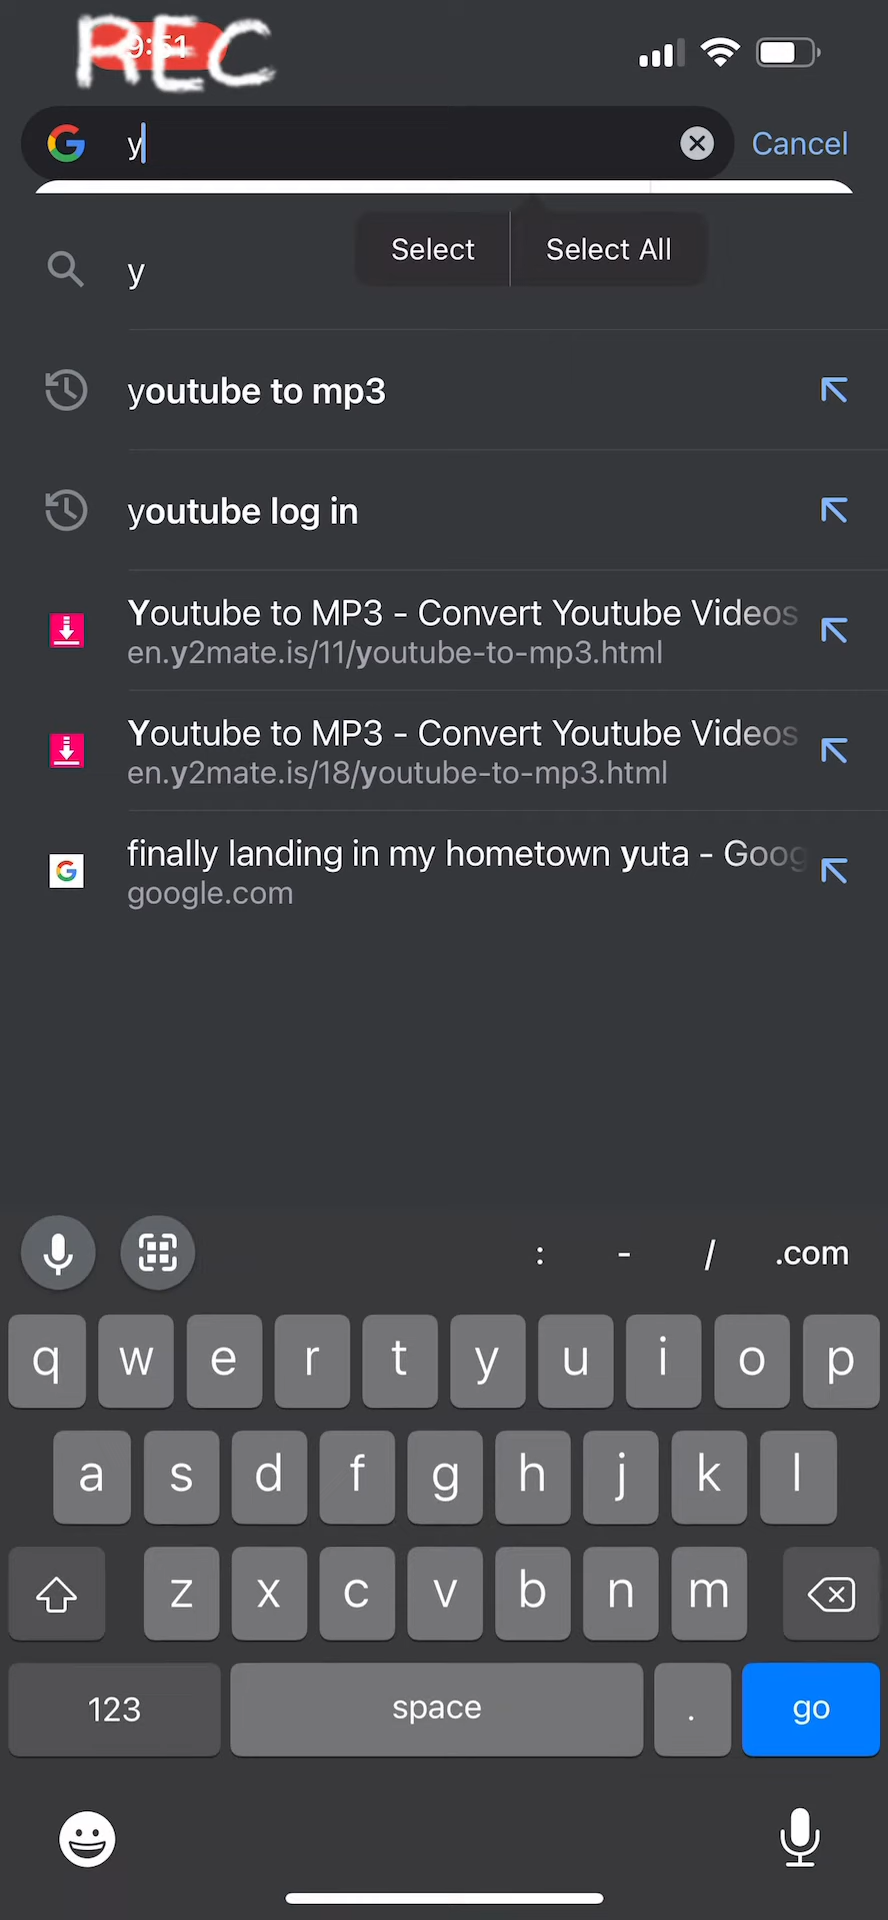 REC
9:51
y
Cancel
Select
Select All
y
youtube to mp3
youtube log in
Youtube to MP3 - Convert Youtube Videos
en.y2mate.is/11/youtube-to-mp3.html
Youtube to MP3 - Convert Youtube Videos
en.y2mate.is/18/youtube-to-mp3.html
finally landing in my hometown yuta - Goog
google.com
: - / .com
q w e r t y u i o p
a s d f g h j k l
z x c v b n m
123 space . go